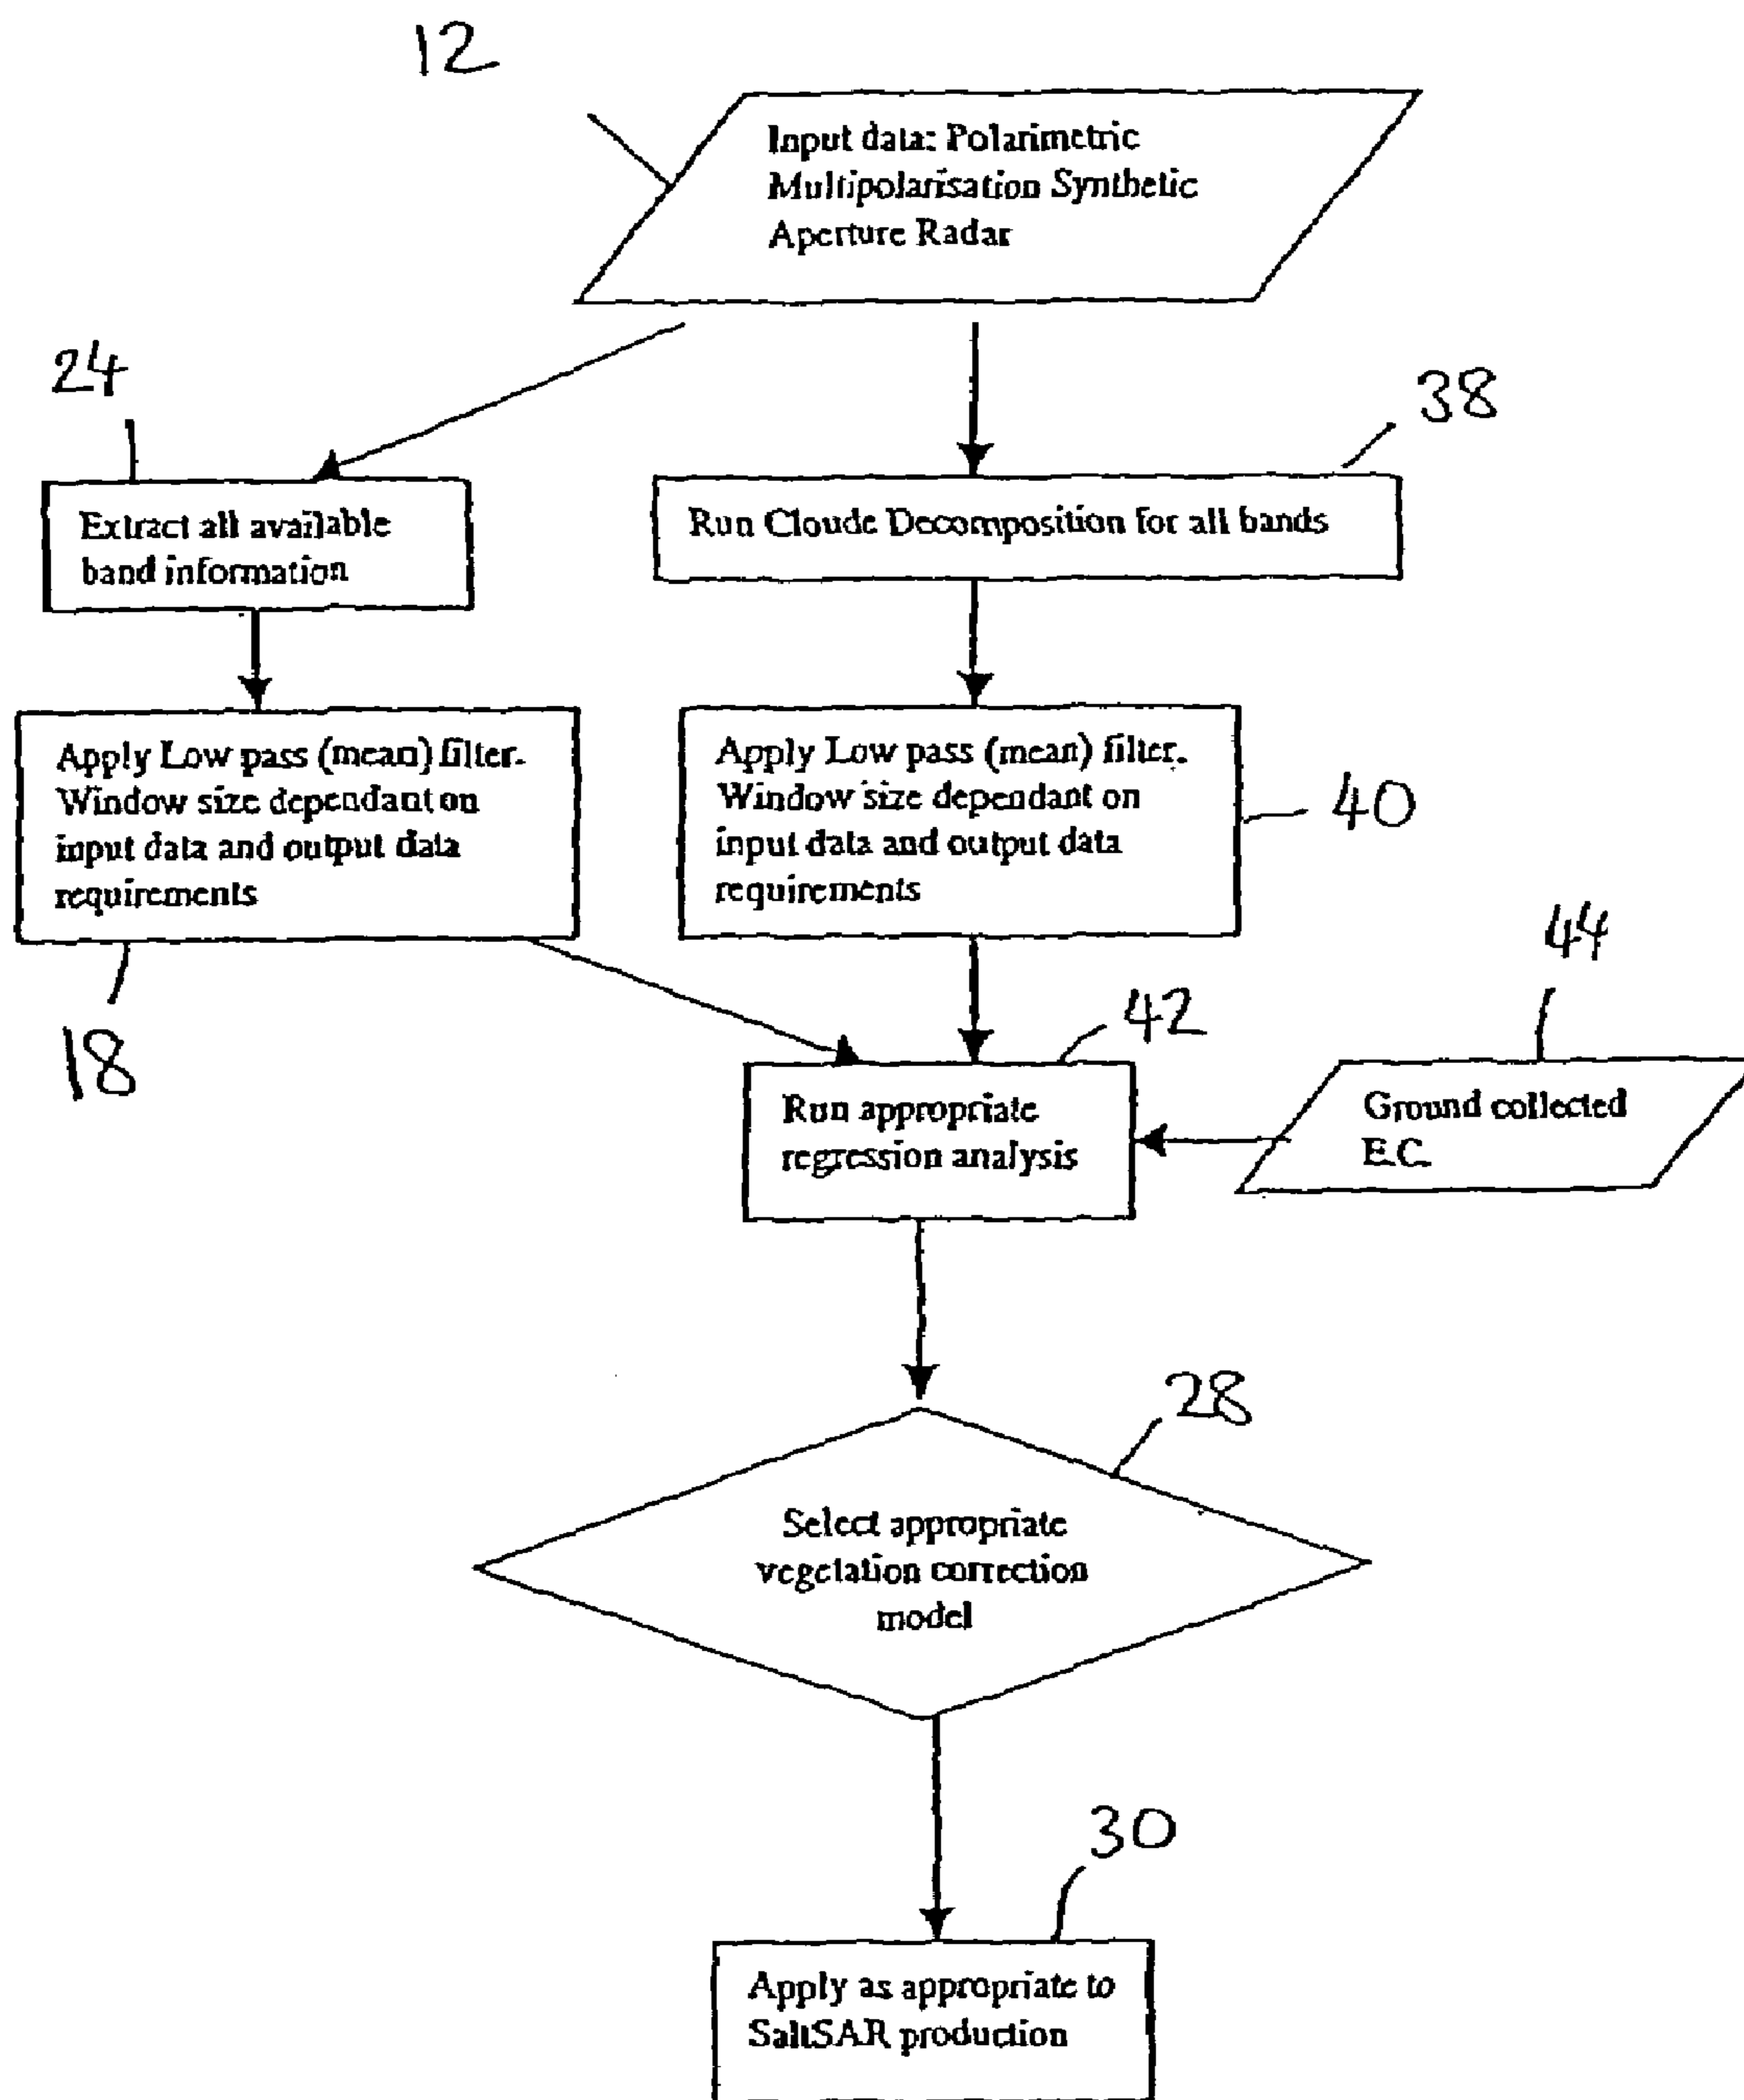 12
Input data: Polarimetric
Multipolarisation Synthetic
Aperture Radar
24
38
Extract all available
band information
Run Cloude Decomposition for all bands
Apply Low pass (mean) filter.
Window size dependant on
input data and output data
requirements
18
Apply Low pass (mean) filter.
Window size dependant on
input data and output data
requirements
40
44
42
Run appropriate
regression analysis
Ground collected
E.C.
28
Select appropriate
vegetation correction
model
30
Apply as appropriate to
SaltSAR production